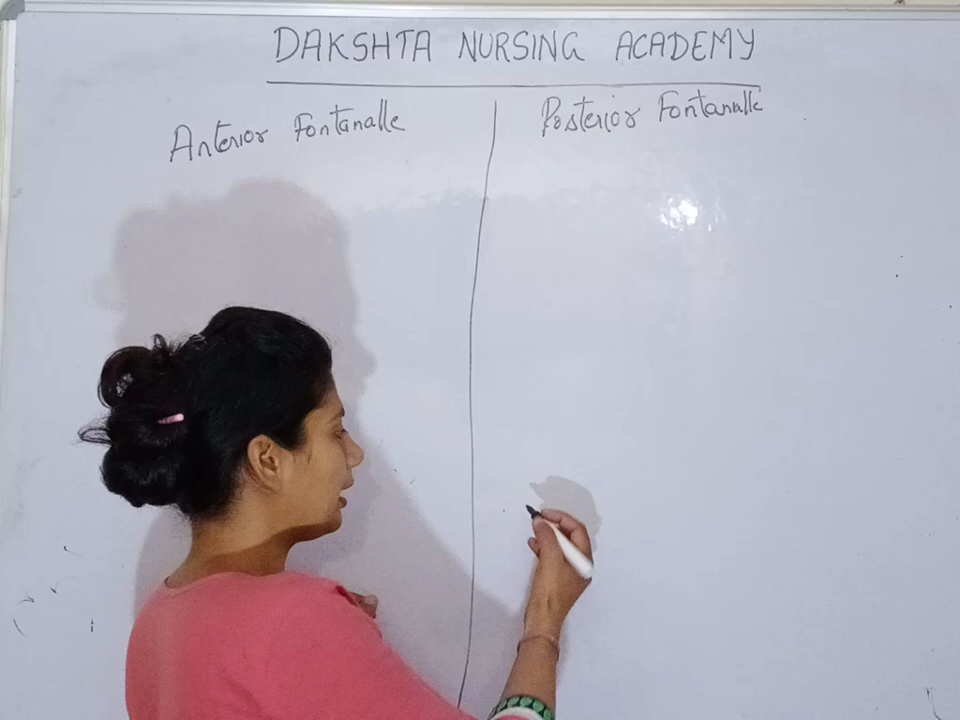 DAKSHTA NURSING ACADEMY
Anterior Fontanalle
Posterior Fontanalle